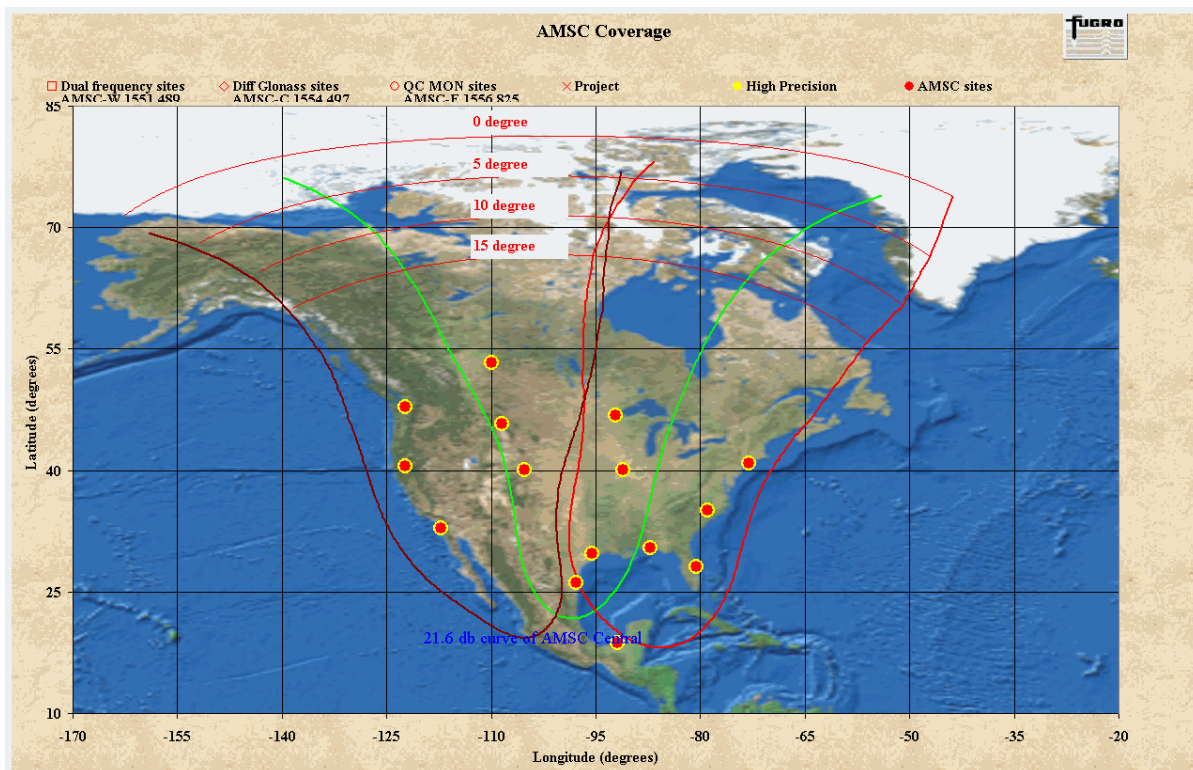 AMSC Coverage
fUGRO
Dual frequency sites Diff Glonass sites QC MON sites Project High Precision AMSC sites
AMSC-W 1551.489 AMSC-C 1554.497 AMSC-E 1556.825
85
0 degree
5 degree
70
10 degree
15 degree
55
Latitude (degrees)
40
25
21.6 db curve of AMSC Central
10
-170 -155 -140 -125 -110 -95 -80 -65 -50 -35 -20
Longitude (degrees)